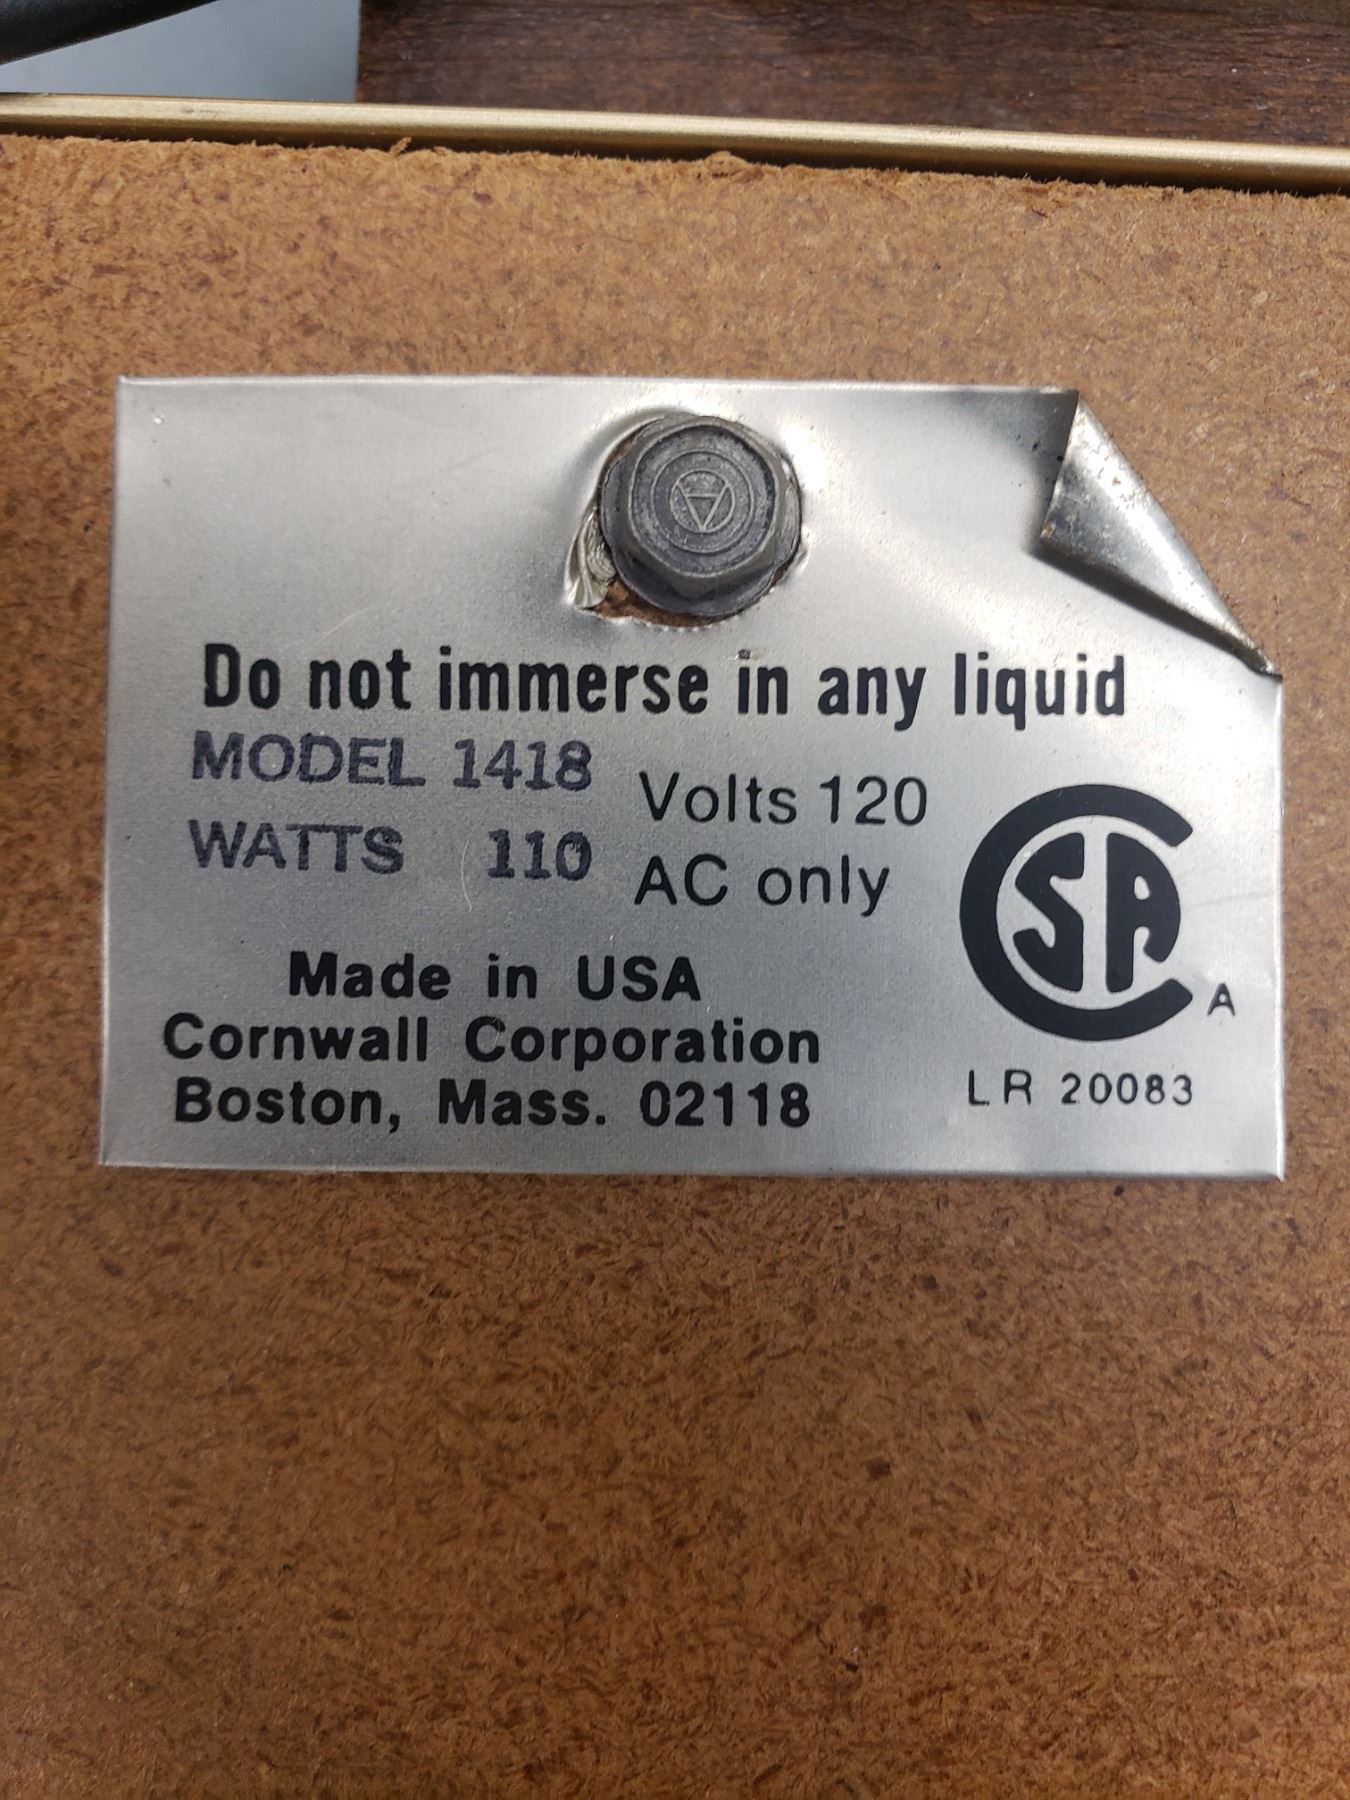 Do not immerse in any liquid
MODEL 1418 Volts 120
WATTS 110 AC only
Made in USA
Cornwall Corporation
Boston, Mass. 02118
CSA A
LR 20083